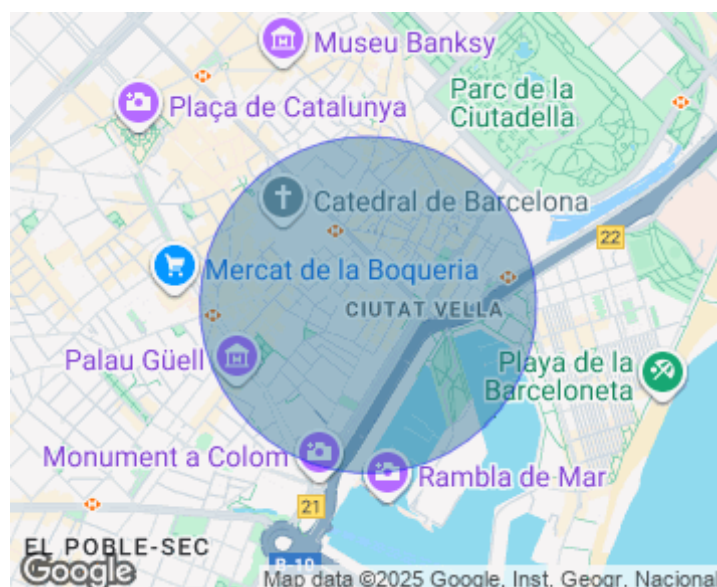 Museu Banksy
Parc de la
Ciutadella
Plaça de Catalunya
Catedral de Barcelona
22
Mercat de la Boqueria
CIUTAT VELLA
Palau Güell
Playa de la
Barceloneta
Monument a Colom
Rambla de Mar
21
EL POBLE-SEC
B-10
Google
Map data ©2025 Google, Inst. Geogr. Nacional